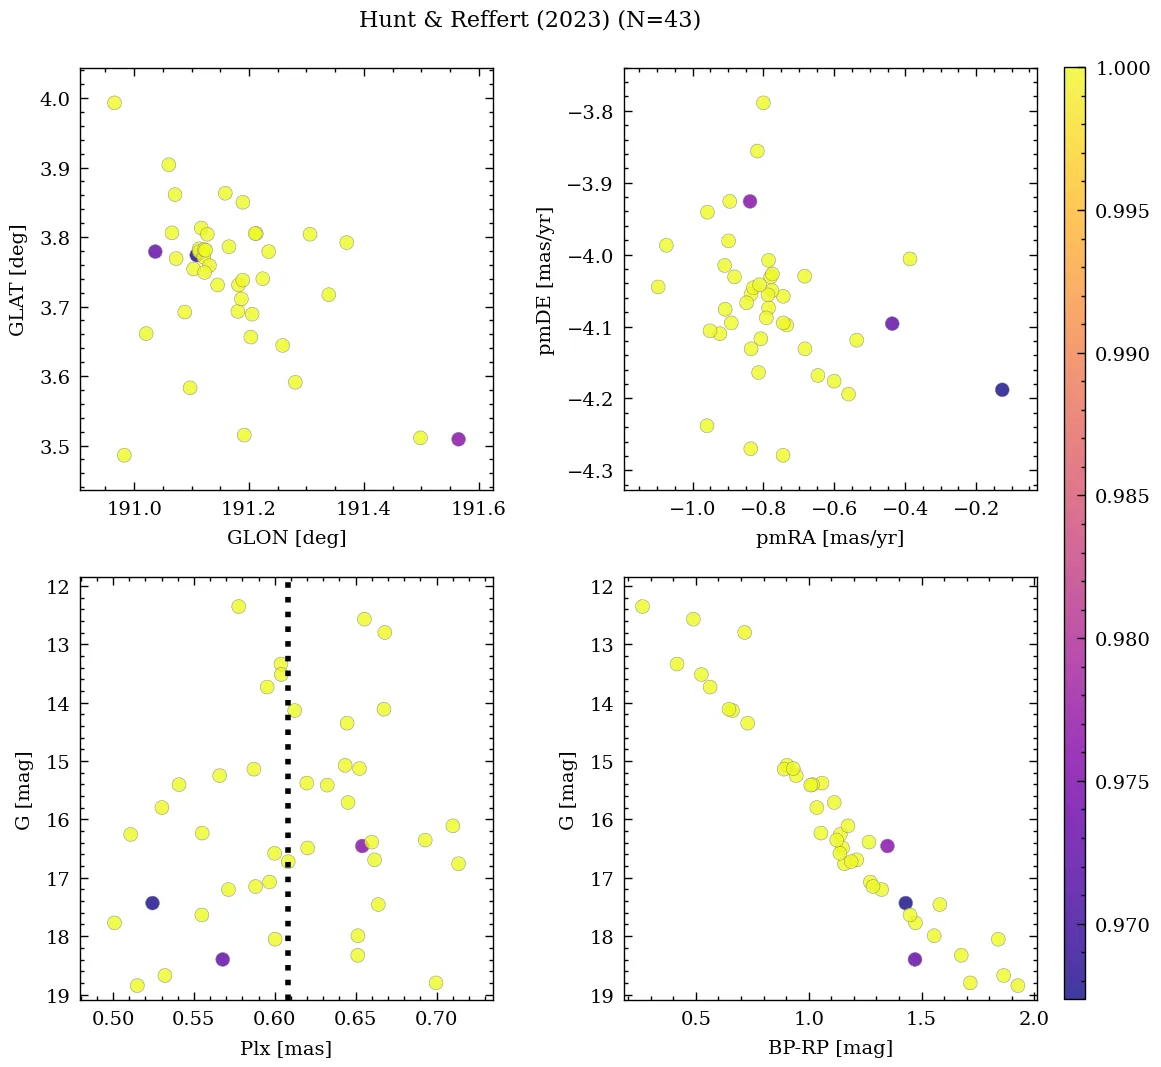 Hunt & Reffert (2023) (N=43)
4.0
3.9
3.8
3.7
3.6
3.5
GLAT [deg]
191.0 191.2 191.4 191.6
GLON [deg]
−3.8
−3.9
−4.0
−4.1
−4.2
−4.3
pmDE [mas/yr]
−1.0 −0.8 −0.6 −0.4 −0.2
pmRA [mas/yr]
12
13
14
15
16
17
18
19
G [mag]
0.50 0.55 0.60 0.65 0.70
Plx [mas]
12
13
14
15
16
17
18
19
G [mag]
0.5 1.0 1.5 2.0
BP-RP [mag]
1.000
0.995
0.990
0.985
0.980
0.975
0.970